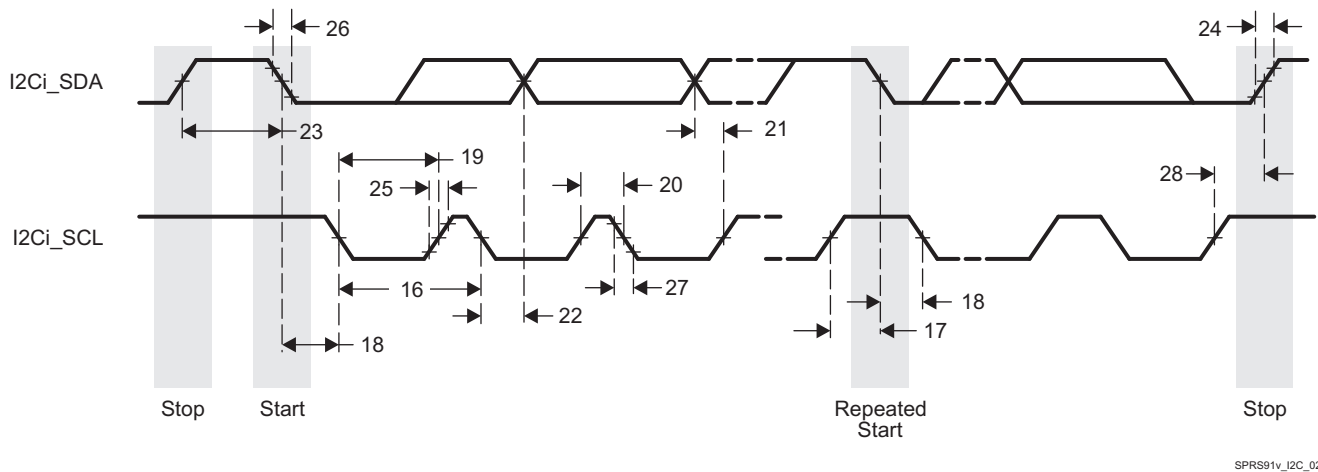 26
24
I2Ci_SDA
23
21
19
25
20
28
I2Ci_SCL
16
27
22
18
18
17
Stop
Start
Repeated
Start
Stop
SPRS91v_I2C_02